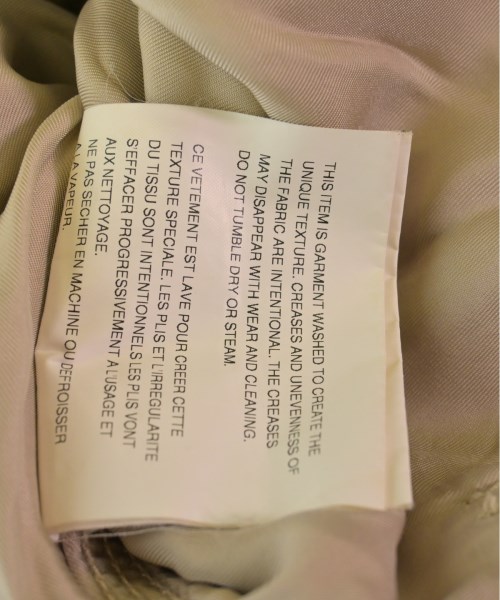 THIS ITEM IS GARMENT WASHED TO CREATE THE
UNIQUE TEXTURE. CREASES AND UNEVENNESS OF
THE FABRIC ARE INTENTIONAL. THE CREASES
MAY DISAPPEAR WITH WEAR AND CLEANING.
DO NOT TUMBLE DRY OR STEAM.
CE VETEMENT EST LAVE POUR CREER CETTE
TEXTURE SPECIALE. LES PLIS ET L'IRREGULARITE
DU TISSU SONT INTENTIONNELS LES PLIS VONT
S'EFFACER PROGRESSIVEMENT A L'USAGE ET
AUX NETTOYAGE.
NE PAS SECHER EN MACHINE OU DEFROISSER
A LA VAPEUR.